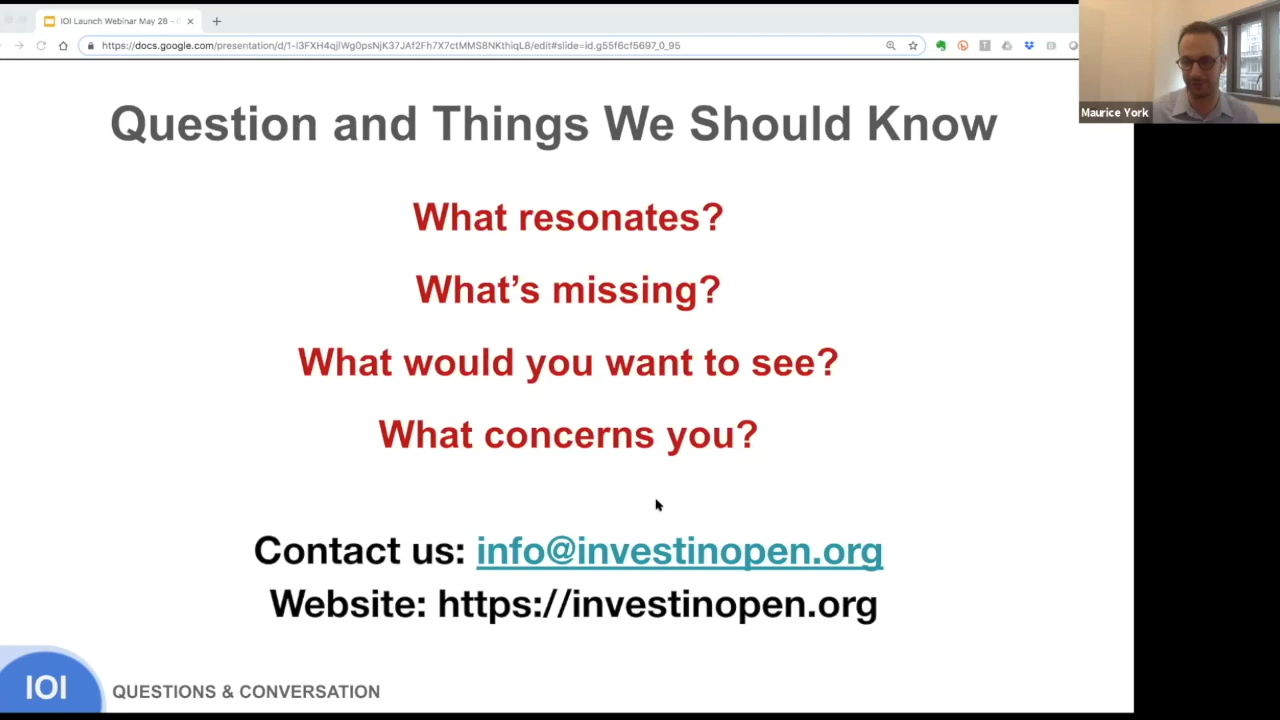 IOI Launch Webinar May 28 -
https://docs.google.com/presentation/d/1-I3FXH4qjlWg0psNjK37JAf2Fh7X7ctMMS8NKthiqL8/edit#slide=id.g55f6cf5697_0_95
Maurice York
Question and Things We Should Know
What resonates?
What’s missing?
What would you want to see?
What concerns you?
Contact us: info@investinopen.org
Website: https://investinopen.org
IOI
QUESTIONS & CONVERSATION